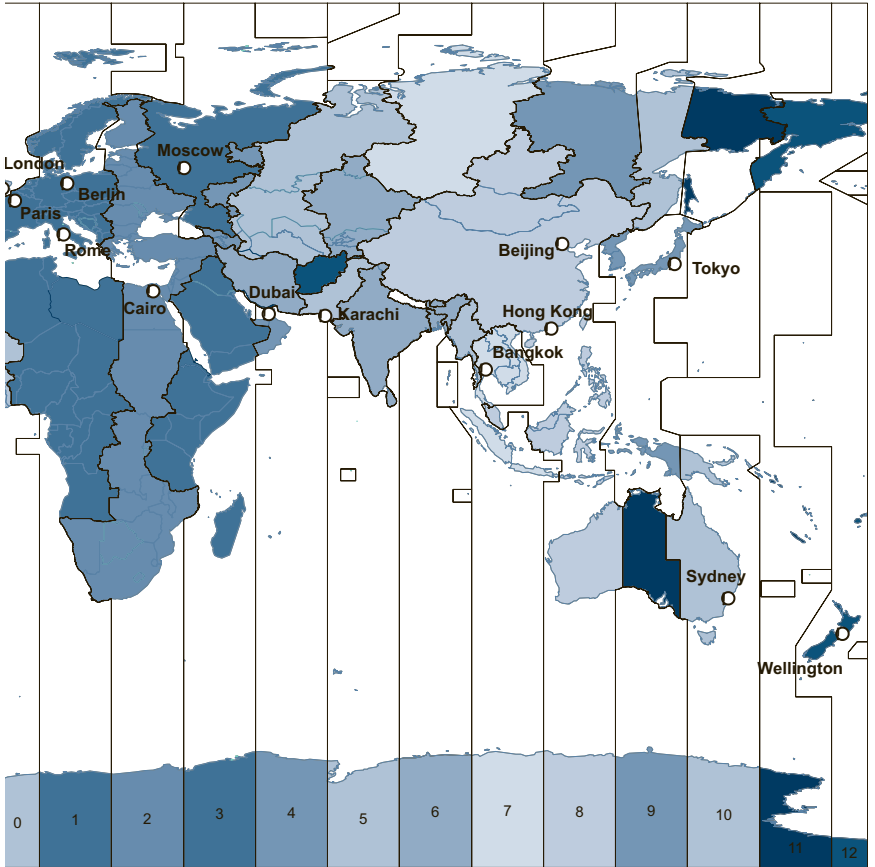 London
Moscow
Berlin
Paris
Rome
Beijing
Tokyo
Cairo
Dubai
Karachi
Hong Kong
Bangkok
Sydney
Wellington
0 1 2 3 4 5 6 7 8 9 10 11 12